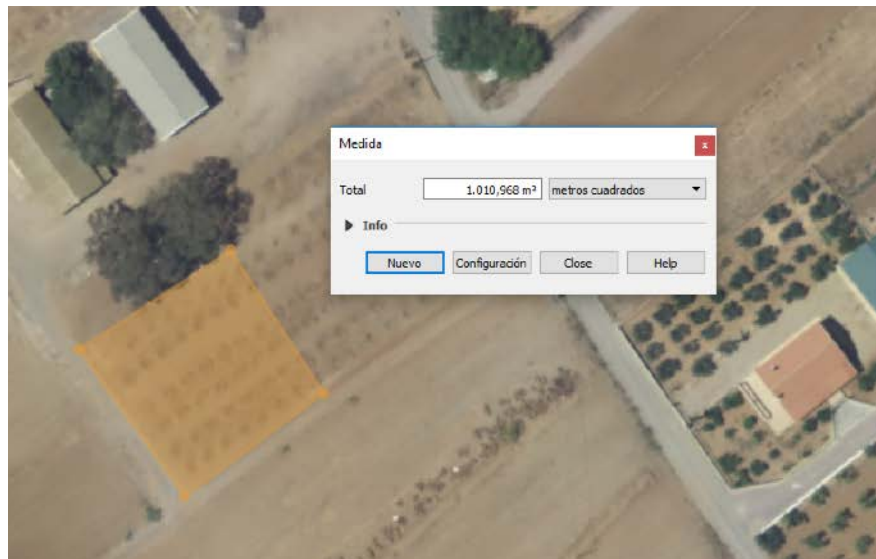 Medida
x
Total 1.010,968 m² metros cuadrados
Info
Nuevo Configuración Close Help